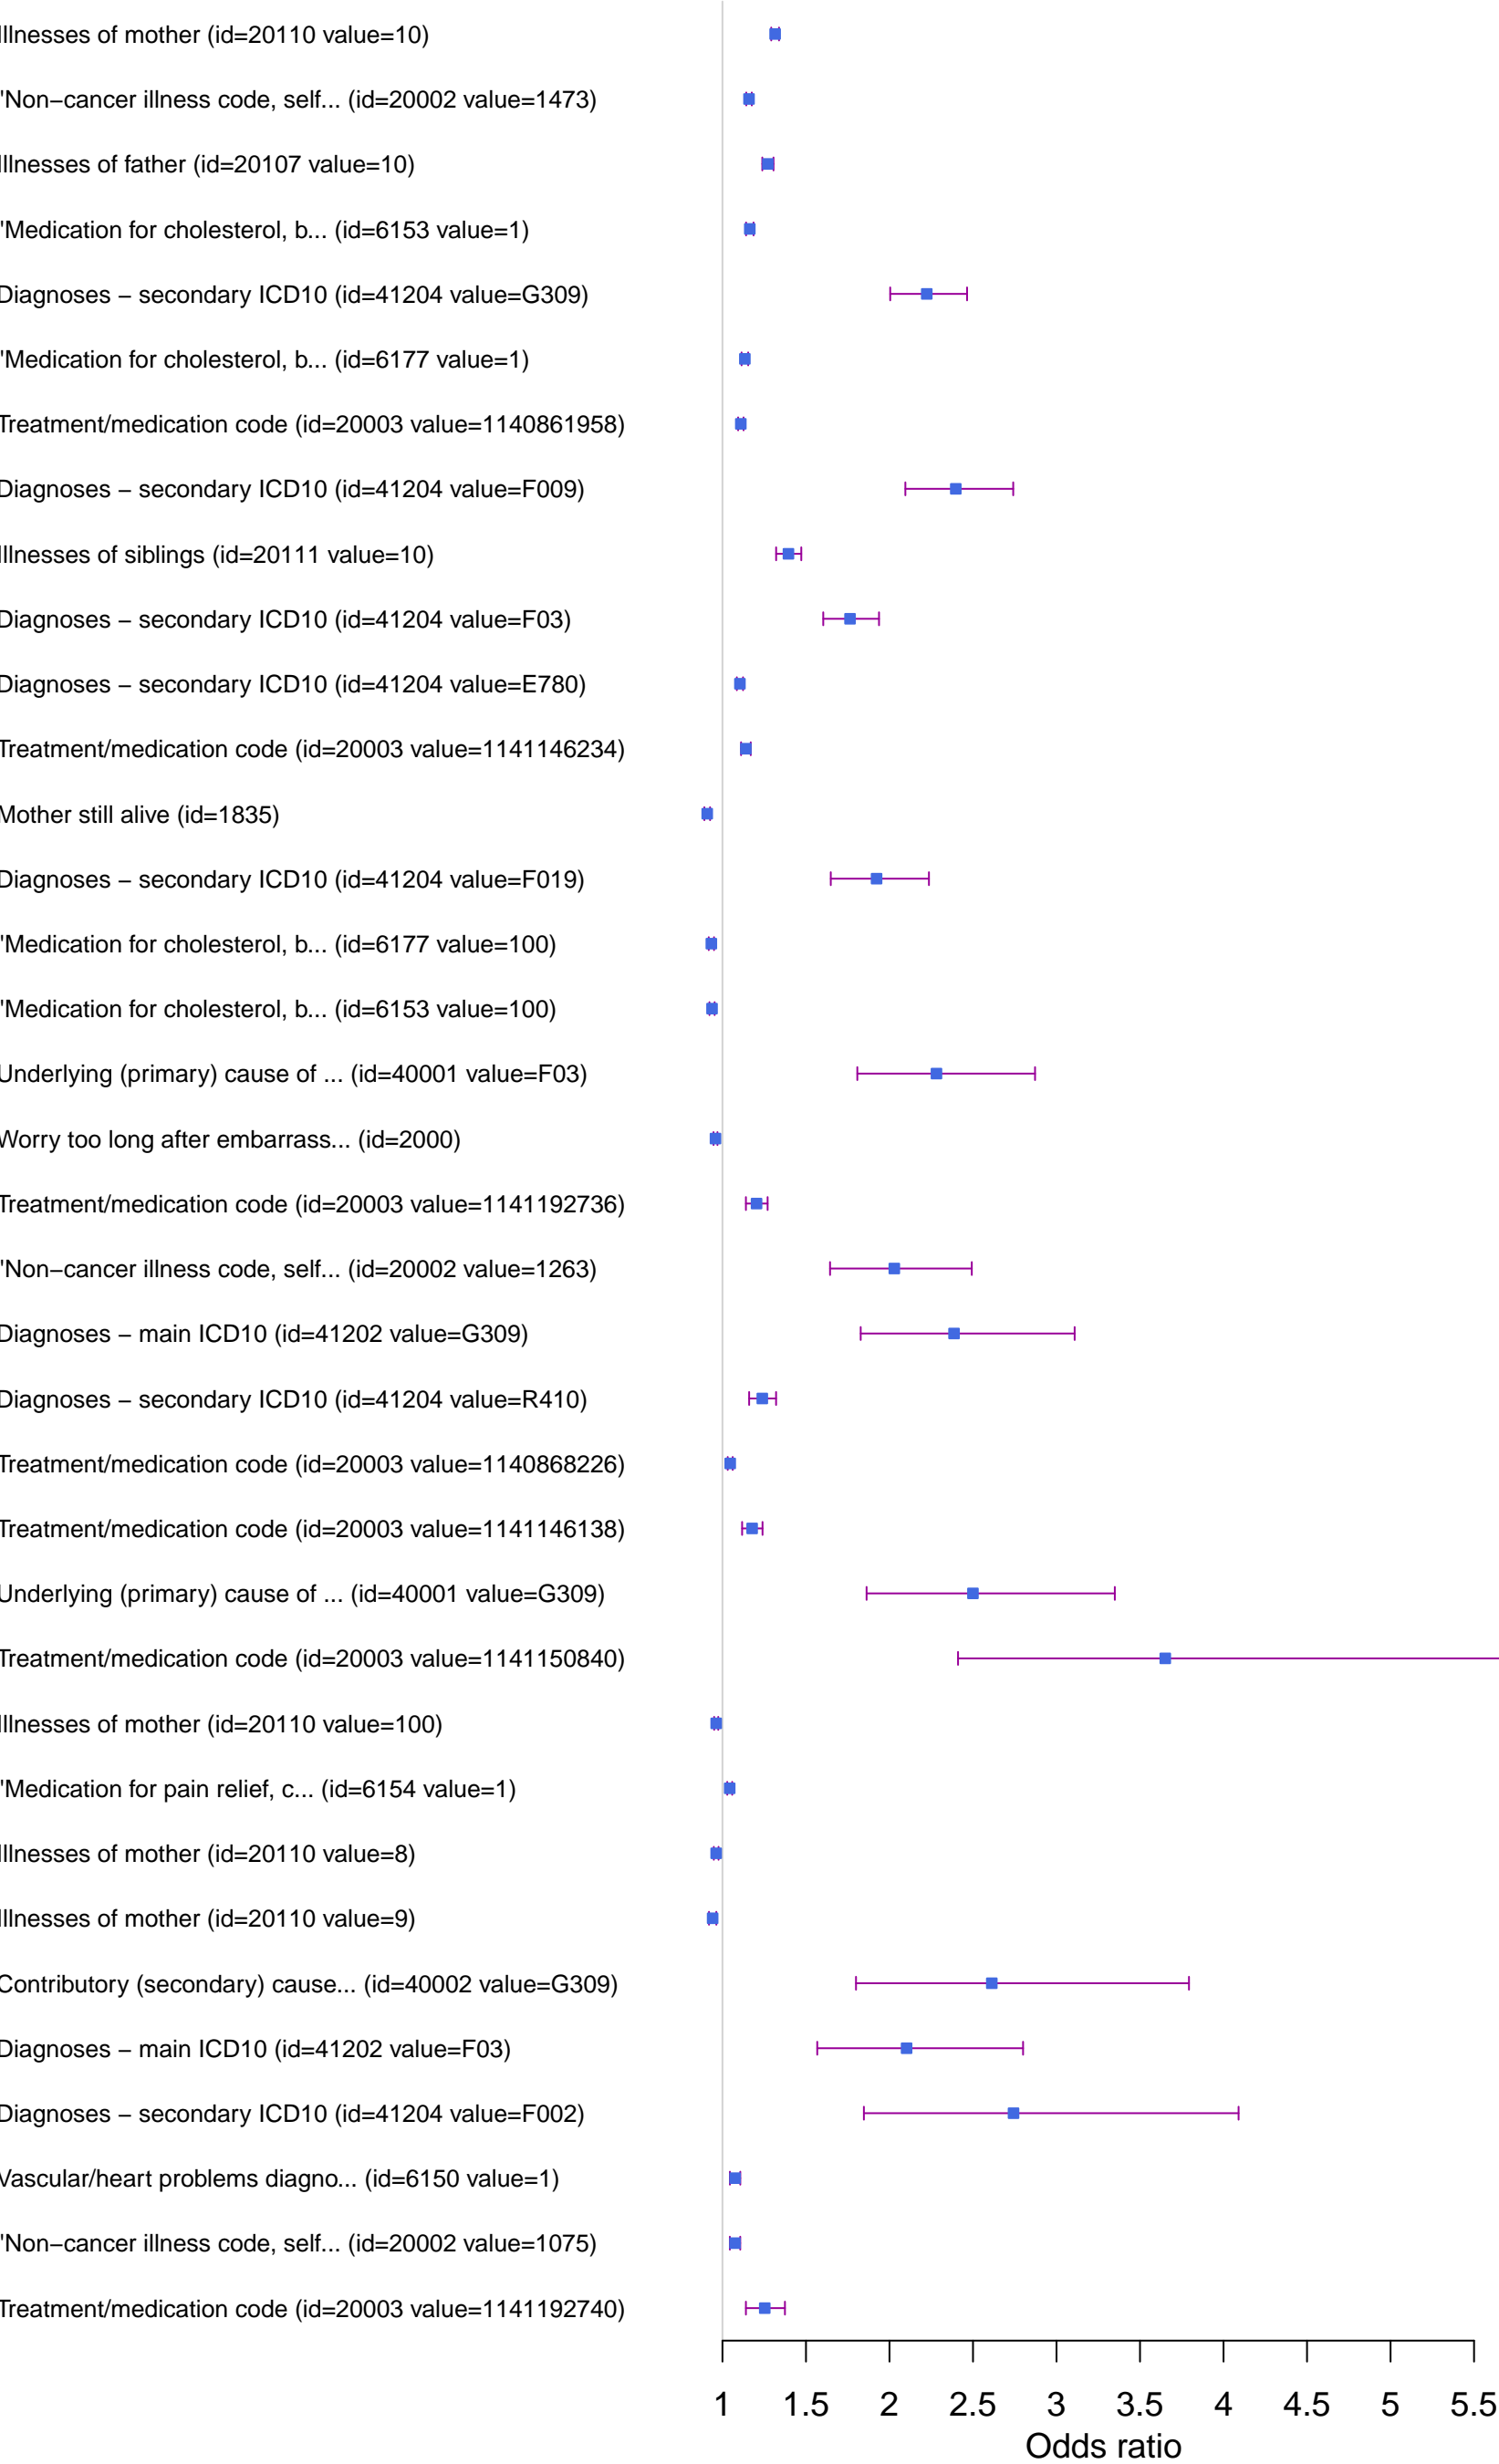 Illnesses of mother (id=20110 value=10)
"Non−cancer illness code, self... (id=20002 value=1473)
Illnesses of father (id=20107 value=10)
"Medication for cholesterol, b... (id=6153 value=1)
Diagnoses − secondary ICD10 (id=41204 value=G309)
"Medication for cholesterol, b... (id=6177 value=1)
Treatment/medication code (id=20003 value=1140861958)
Diagnoses − secondary ICD10 (id=41204 value=F009)
Illnesses of siblings (id=20111 value=10)
Diagnoses − secondary ICD10 (id=41204 value=F03)
Diagnoses − secondary ICD10 (id=41204 value=E780)
Treatment/medication code (id=20003 value=1141146234)
Mother still alive (id=1835)
Diagnoses − secondary ICD10 (id=41204 value=F019)
"Medication for cholesterol, b... (id=6177 value=100)
"Medication for cholesterol, b... (id=6153 value=100)
Underlying (primary) cause of ... (id=40001 value=F03)
Worry too long after embarrass... (id=2000)
Treatment/medication code (id=20003 value=1141192736)
"Non−cancer illness code, self... (id=20002 value=1263)
Diagnoses − main ICD10 (id=41202 value=G309)
Diagnoses − secondary ICD10 (id=41204 value=R410)
Treatment/medication code (id=20003 value=1140868226)
Treatment/medication code (id=20003 value=1141146138)
Underlying (primary) cause of ... (id=40001 value=G309)
Treatment/medication code (id=20003 value=1141150840)
Illnesses of mother (id=20110 value=100)
"Medication for pain relief, c... (id=6154 value=1)
Illnesses of mother (id=20110 value=8)
Illnesses of mother (id=20110 value=9)
Contributory (secondary) cause... (id=40002 value=G309)
Diagnoses − main ICD10 (id=41202 value=F03)
Diagnoses − secondary ICD10 (id=41204 value=F002)
Vascular/heart problems diagno... (id=6150 value=1)
"Non−cancer illness code, self... (id=20002 value=1075)
Treatment/medication code (id=20003 value=1141192740)
1 1.5 2 2.5 3 3.5 4 4.5 5 5.5
Odds ratio